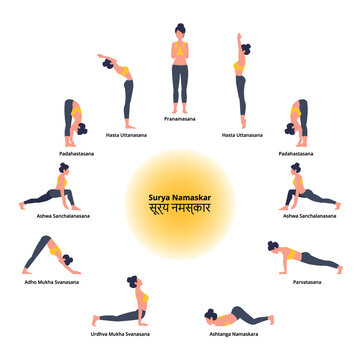 Pranamasana
Hasta Uttanasana
Hasta Uttanasana
Padahastasana
Padahastasana
Surya Namaskar
सूर्‌य नमस्‌कार
Ashwa Sanchalanasana
Ashwa Sanchalanasana
Adho Mukha Svanasana
Parvatasana
Urdhva Mukha Svanasana
Ashtanga Namaskara